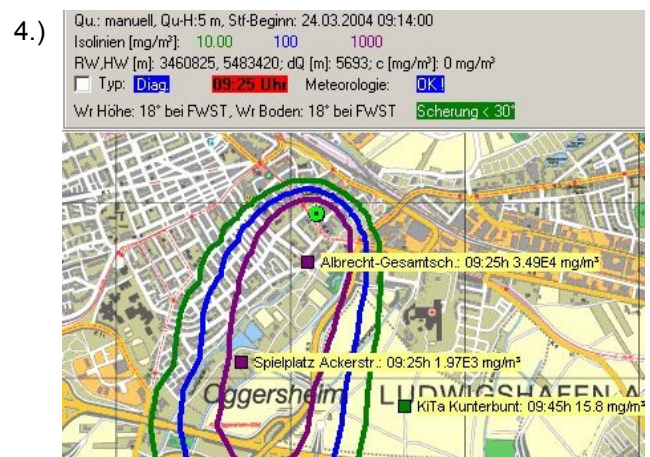 4.)
Qu.: manuell, Qu-H:5 m, Stf-Beginn: 24.03.2004 09:14:00
Isolinien [mg/m³]: 10.00 100 1000
RW,HW [m]: 3460825, 5483420; dQ [m]: 5693; c [mg/m³]: 0 mg/m³
Typ: Diag. 09:25 Uhr Meteorologie: OK!
Wr Höhe: 18° bei FWST, Wr Boden: 18° bei FWST Scherung < 30°
Albrecht-Gesamtsch.: 09:25h 3.49E4 mg/m³
Spielplatz Ackerstr.: 09:25h 1.97E3 mg/m³
Oggersheim LUDWIGSHAFEN A
KiTa Kunterbunt: 09:45h 15.8 mg/m³